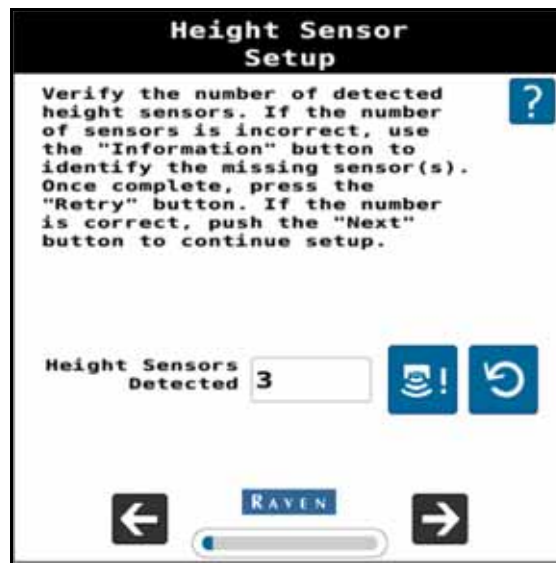 Height Sensor
Setup
Verify the number of detected
height sensors. If the number
of sensors is incorrect, use
the "Information" button to
identify the missing sensor(s).
Once complete, press the
"Retry" button. If the number
is correct, push the "Next"
button to continue setup.
?
Height Sensors
Detected 3
!
RAVEN